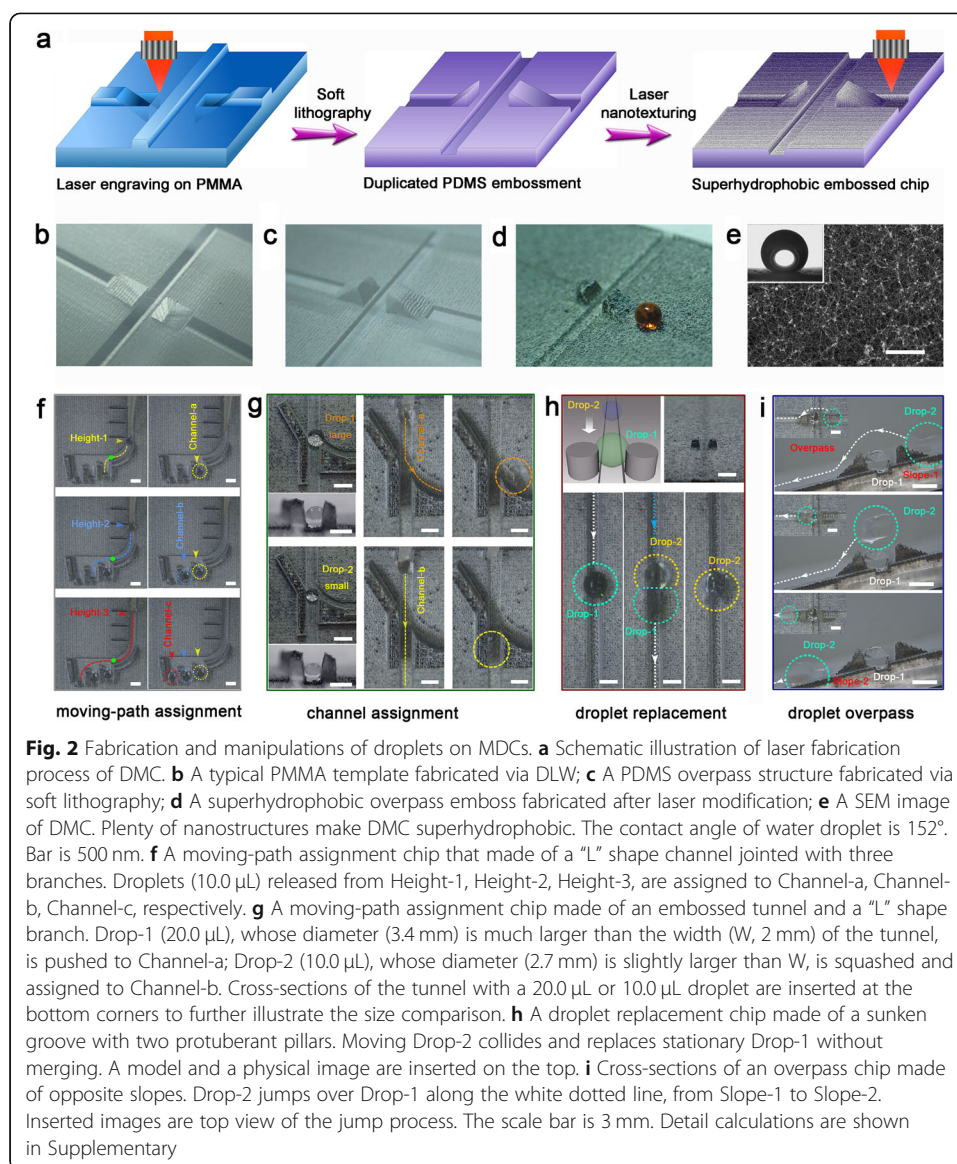 a
Soft
lithography
Laser
nanotexturing
Laser engraving on PMMA
Duplicated PDMS embossment
Superhydrophobic embossed chip
b
c
d
e
f
Height-1
Channel-a
Height-2
Channel-b
Height-3
Channel-c
moving-path assignment
g
Drop-1
large
Channel-a
Drop-2
small
Channel-b
channel assignment
h
Drop-2
Drop-1
Drop-2
Drop-1
Drop-1
droplet replacement
i
Drop-2
Overpass
Drop-1
Slope-1
Drop-2
Drop-1
Drop-2
Slope-2
Drop-1
droplet overpass
Fig. 2 Fabrication and manipulations of droplets on MDCs. a Schematic illustration of laser fabrication
process of DMC. b A typical PMMA template fabricated via DLW; c A PDMS overpass structure fabricated via
soft lithography; d A superhydrophobic overpass emboss fabricated after laser modification; e A SEM image
of DMC. Plenty of nanostructures make DMC superhydrophobic. The contact angle of water droplet is 152°.
Bar is 500 nm. f A moving-path assignment chip that made of a “L” shape channel jointed with three
branches. Droplets (10.0 μL) released from Height-1, Height-2, Height-3, are assigned to Channel-a, Channel-
b, Channel-c, respectively. g A moving-path assignment chip made of an embossed tunnel and a “L” shape
branch. Drop-1 (20.0 μL), whose diameter (3.4 mm) is much larger than the width (W, 2 mm) of the tunnel,
is pushed to Channel-a; Drop-2 (10.0 μL), whose diameter (2.7 mm) is slightly larger than W, is squashed and
assigned to Channel-b. Cross-sections of the tunnel with a 20.0 μL or 10.0 μL droplet are inserted at the
bottom corners to further illustrate the size comparison. h A droplet replacement chip made of a sunken
groove with two protuberant pillars. Moving Drop-2 collides and replaces stationary Drop-1 without
merging. A model and a physical image are inserted on the top. i Cross-sections of an overpass chip made
of opposite slopes. Drop-2 jumps over Drop-1 along the white dotted line, from Slope-1 to Slope-2.
Inserted images are top view of the jump process. The scale bar is 3 mm. Detail calculations are shown
in Supplementary